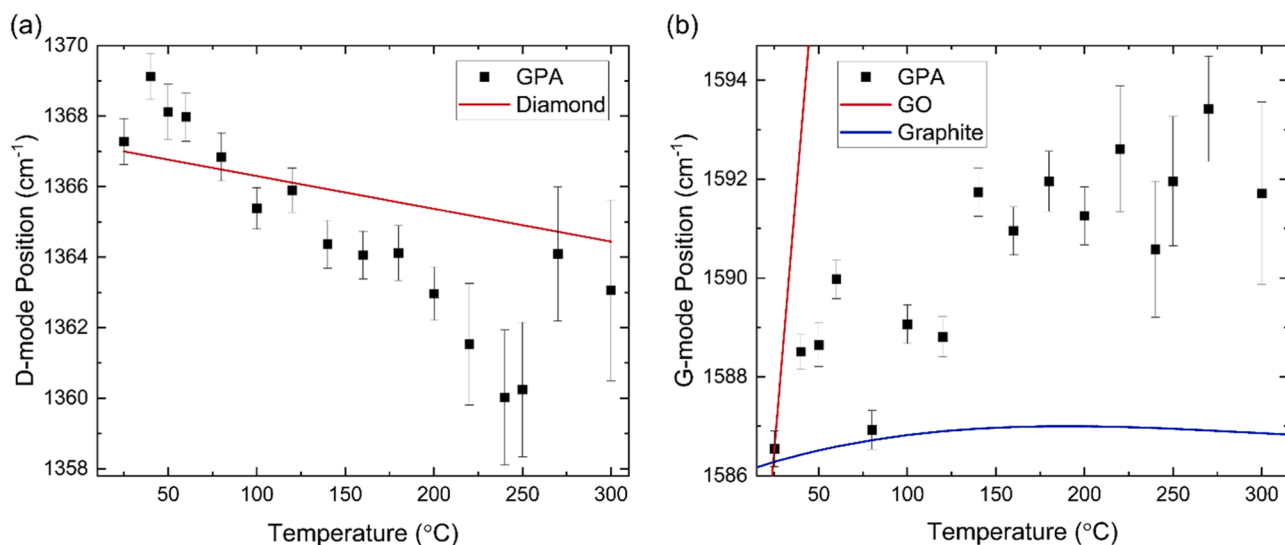 (a)
1370
1368
1366
1364
1362
1360
1358
D-mode Position (cm⁻¹)
GPA
Diamond
50 100 150 200 250 300
Temperature (°C)
(b)
1594
1592
1590
1588
1586
G-mode Position (cm⁻¹)
GPA
GO
Graphite
50 100 150 200 250 300
Temperature (°C)